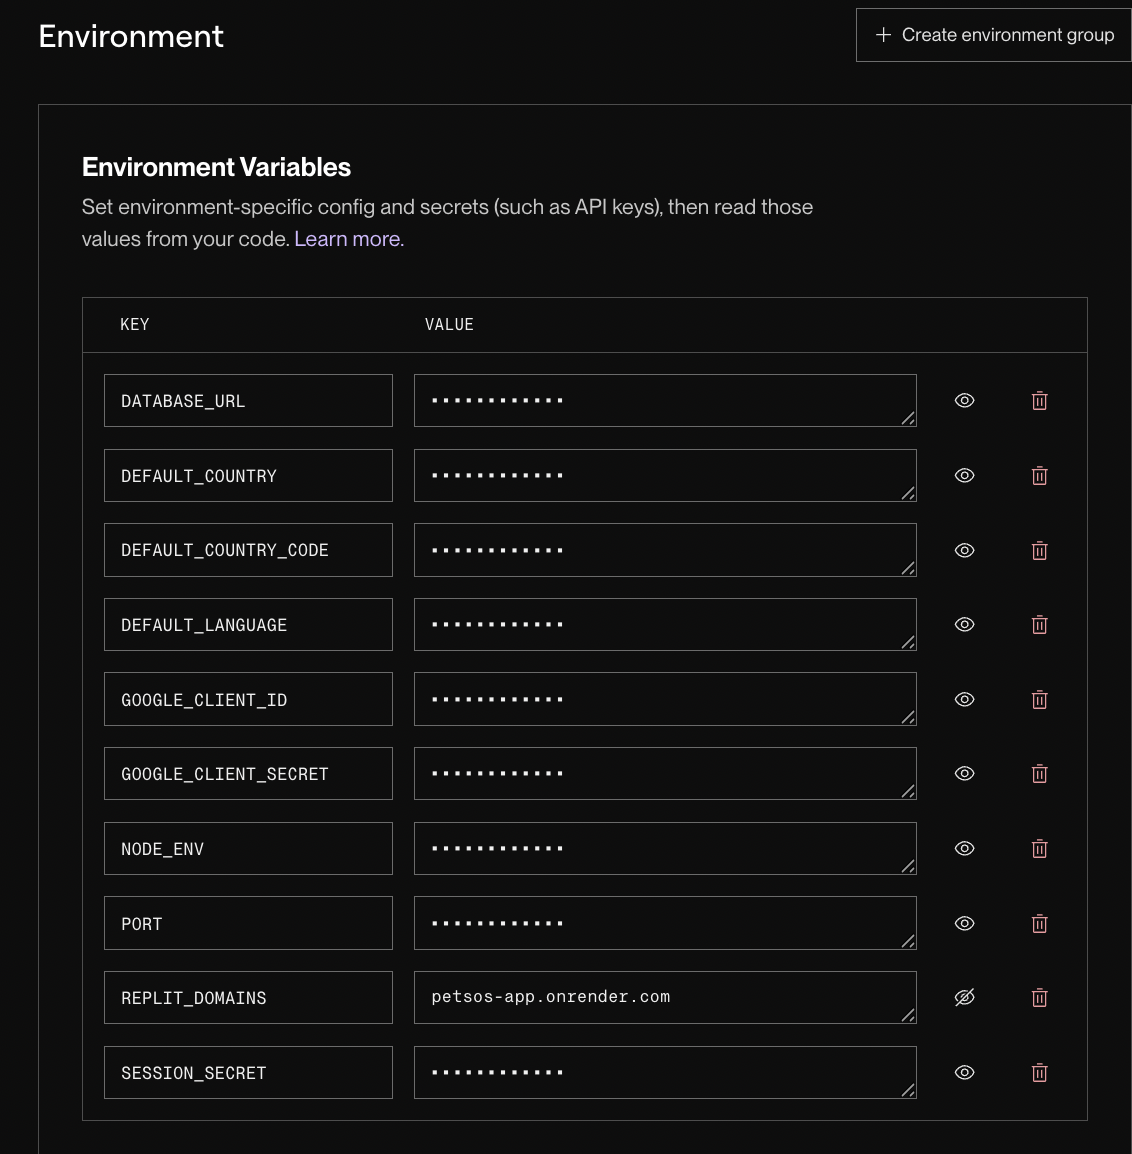 Environment
+ Create environment group
Environment Variables
Set environment-specific config and secrets (such as API keys), then read those
values from your code. Learn more.
KEY VALUE
DATABASE_URL ････････････
DEFAULT_COUNTRY ････････････
DEFAULT_COUNTRY_CODE ････････････
DEFAULT_LANGUAGE ････････････
GOOGLE_CLIENT_ID ････････････
GOOGLE_CLIENT_SECRET ････････････
NODE_ENV ････････････
PORT ････････････
REPLIT_DOMAINS petsos-app.onrender.com
SESSION_SECRET ････････････